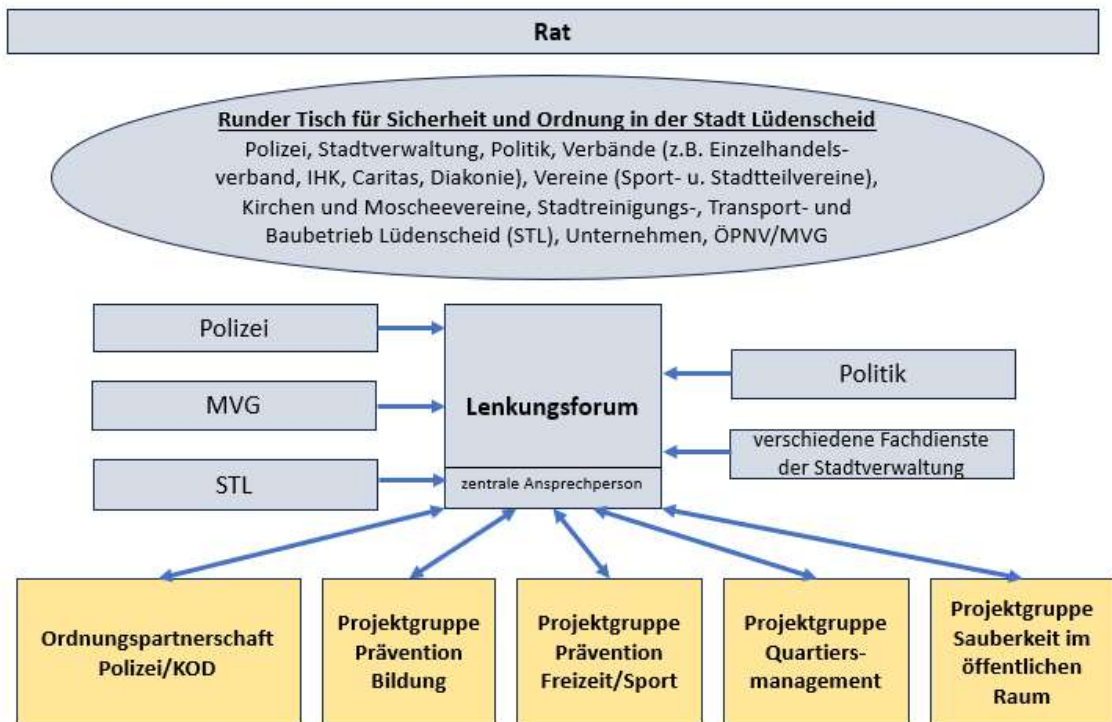 Rat
Runder Tisch für Sicherheit und Ordnung in der Stadt Lüdenscheid
Polizei, Stadtverwaltung, Politik, Verbände (z.B. Einzelhandels-
verband, IHK, Caritas, Diakonie), Vereine (Sport- u. Stadtteilvereine),
Kirchen und Moscheevereine, Stadtreinigungs-, Transport- und
Baubetrieb Lüdenscheid (STL), Unternehmen, ÖPNV/MVG
Polizei
MVG
STL
Lenkungsforum
zentrale Ansprechperson
Politik
verschiedene Fachdienste
der Stadtverwaltung
Ordnungspartnerschaft
Polizei/KOD
Projektgruppe
Prävention
Bildung
Projektgruppe
Prävention
Freizeit/Sport
Projektgruppe
Quartiers-
management
Projektgruppe
Sauberkeit im
öffentlichen
Raum